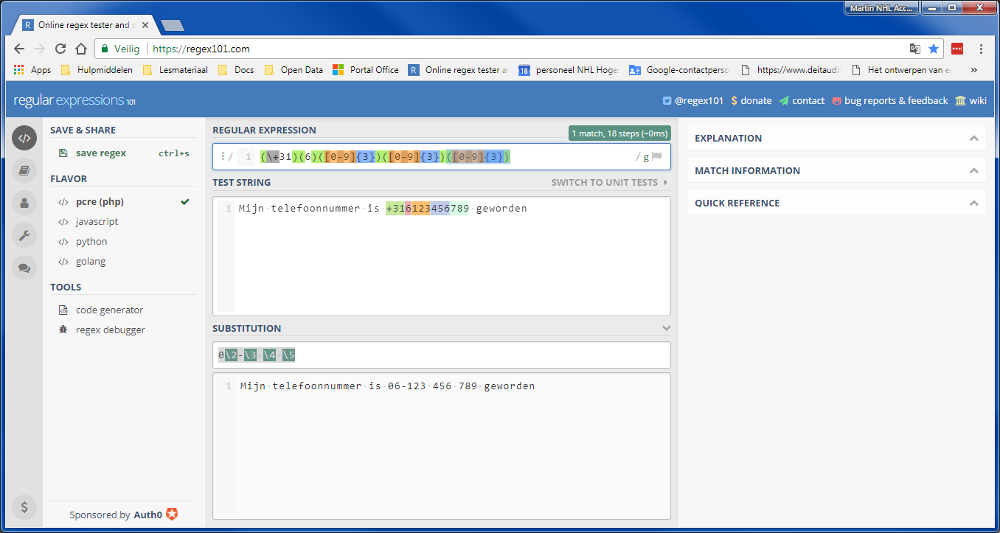 Martin NHL Acc...
Online regex tester and c
Veilig https://regex101.com
Apps Hulpmiddelen Lesmateriaal Docs Open Data Portal Office Online regex tester an 18 personeel NHL Hoge Google-contactperso https://www.deitaudit Het ontwerpen van e »
regular expressions 101 @regex101 $ donate contact bug reports & feedback wiki
SAVE & SHARE
save regex ctrl+s
FLAVOR
</> pcre (php)
</> javascript
</> python
</> golang
TOOLS
code generator
regex debugger
Sponsored by Auth0
REGULAR EXPRESSION 1 match, 18 steps (~0ms)
/ 1 (\+31)(6)([0-9]{3})([0-9]{3})([0-9]{3}) / g
TEST STRING SWITCH TO UNIT TESTS
1 Mijn·telefoonnummer·is·+316123456789·geworden
SUBSTITUTION
0\2-\3·\4·\5
1 Mijn·telefoonnummer·is·06-123·456·789·geworden
EXPLANATION
MATCH INFORMATION
QUICK REFERENCE